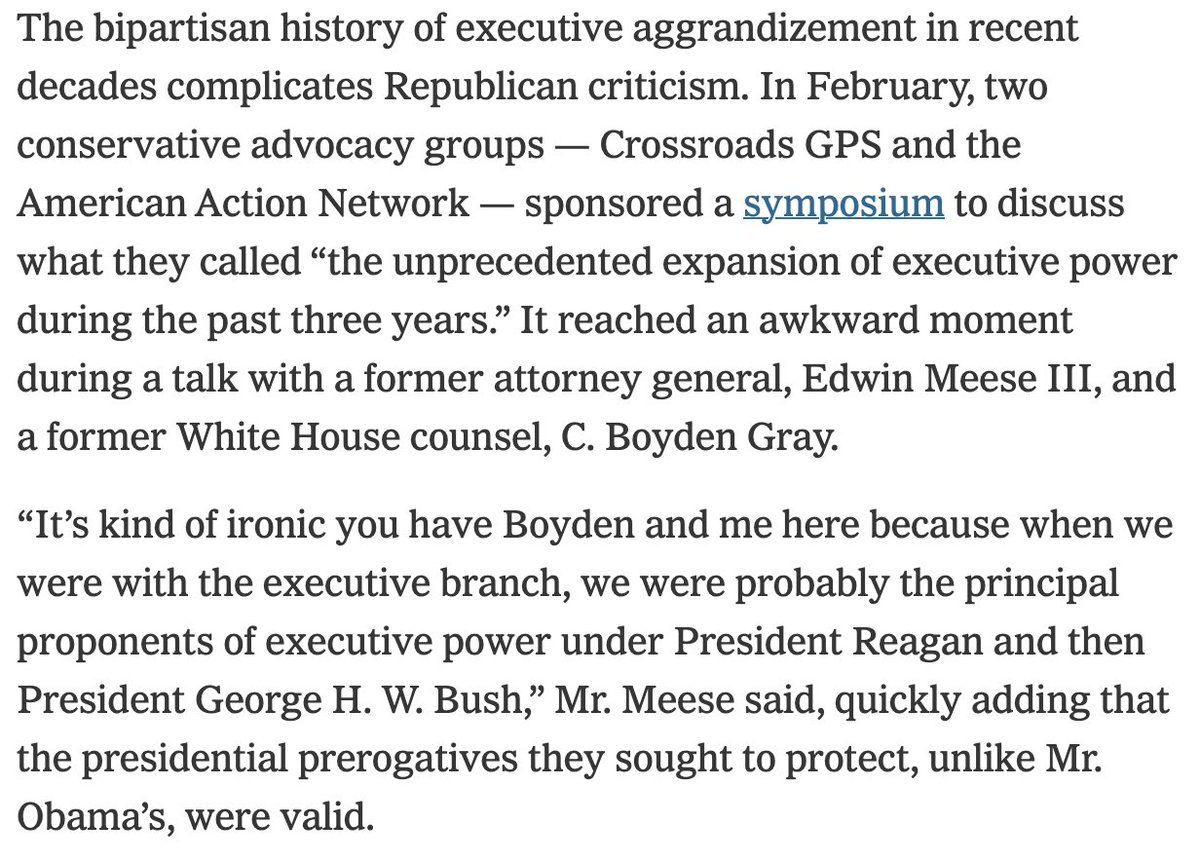 The bipartisan history of executive aggrandizement in recent
decades complicates Republican criticism. In February, two
conservative advocacy groups — Crossroads GPS and the
American Action Network — sponsored a symposium to discuss
what they called “the unprecedented expansion of executive power
during the past three years.” It reached an awkward moment
during a talk with a former attorney general, Edwin Meese III, and
a former White House counsel, C. Boyden Gray.
“It’s kind of ironic you have Boyden and me here because when we
were with the executive branch, we were probably the principal
proponents of executive power under President Reagan and then
President George H. W. Bush,” Mr. Meese said, quickly adding that
the presidential prerogatives they sought to protect, unlike Mr.
Obama’s, were valid.